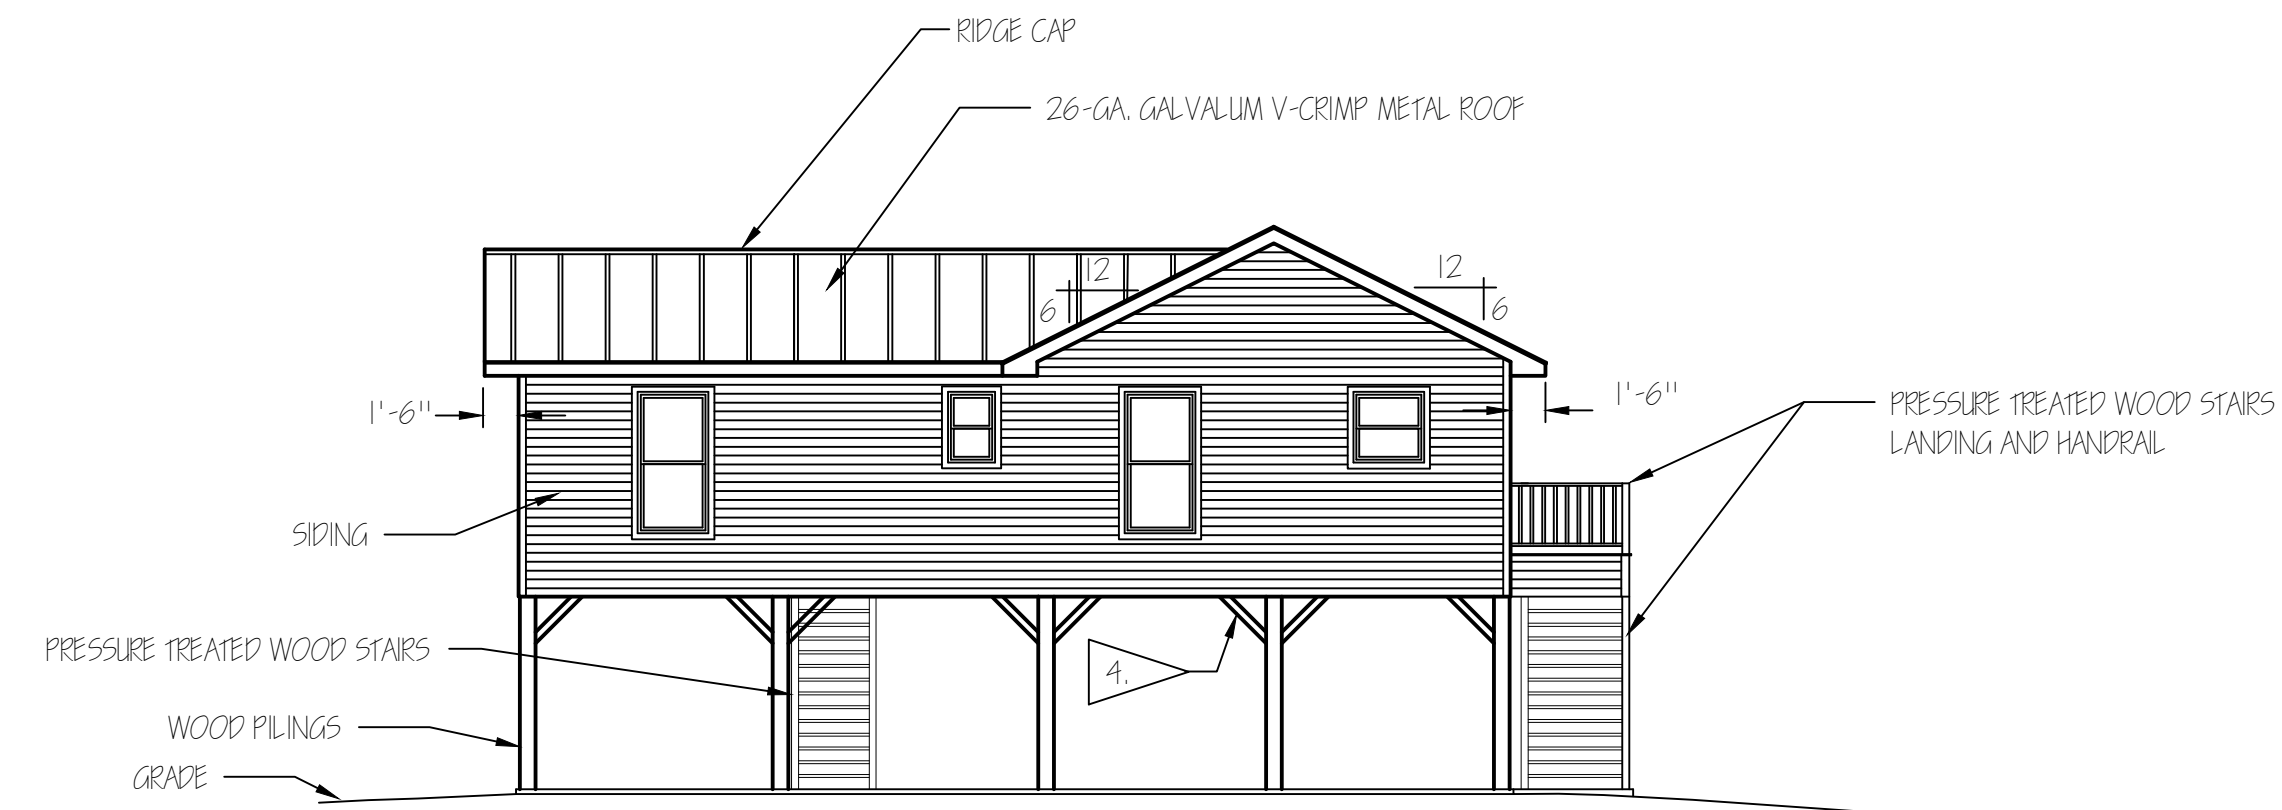 RIDGE CAP
26-GA. GALVALUM V-CRIMP METAL ROOF
12
6
12
6
1'-6"
1'-6"
PRESSURE TREATED WOOD STAIRS
LANDING AND HANDRAIL
SIDING
PRESSURE TREATED WOOD STAIRS
4.
WOOD PILINGS
GRADE